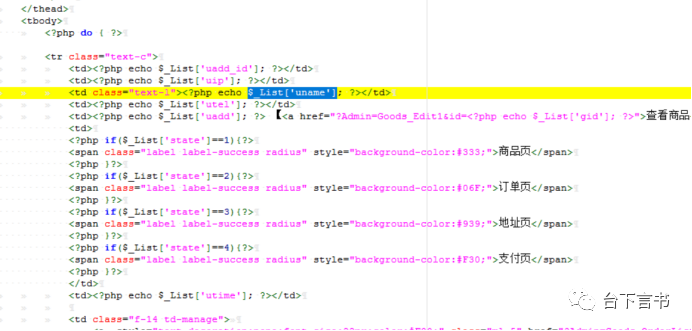 </thead>
<tbody>
<?php do { ?>
<tr class="text-c">
<td><?php echo $_List['uadd_id']; ?></td>
<td><?php echo $_List['uip']; ?></td>
<td class="text-l"><?php echo $_List['uname']; ?></td>
<td><?php echo $_List['utel']; ?></td>
<td><?php echo $_List['uadd']; ?> 【<a href="?Admin=Goods_Edit1&id=<?php echo $_List['gid']; ?>">查看商品
<td>
<?php if($_List['state']==1){?>
<span class="label label-success radius" style="background-color:#333;">商品页</span>
<?php }?>
<?php if($_List['state']==2){?>
<span class="label label-success radius" style="background-color:#06F;">订单页</span>
<?php }?>
<?php if($_List['state']==3){?>
<span class="label label-success radius" style="background-color:#939;">地址页</span>
<?php }?>
<?php if($_List['state']==4){?>
<span class="label label-success radius" style="background-color:#F30;">支付页</span>
<?php }?>
</td>
<td><?php echo $_List['utime']; ?></td>
<td class="f-14 td-manage">
台下言书